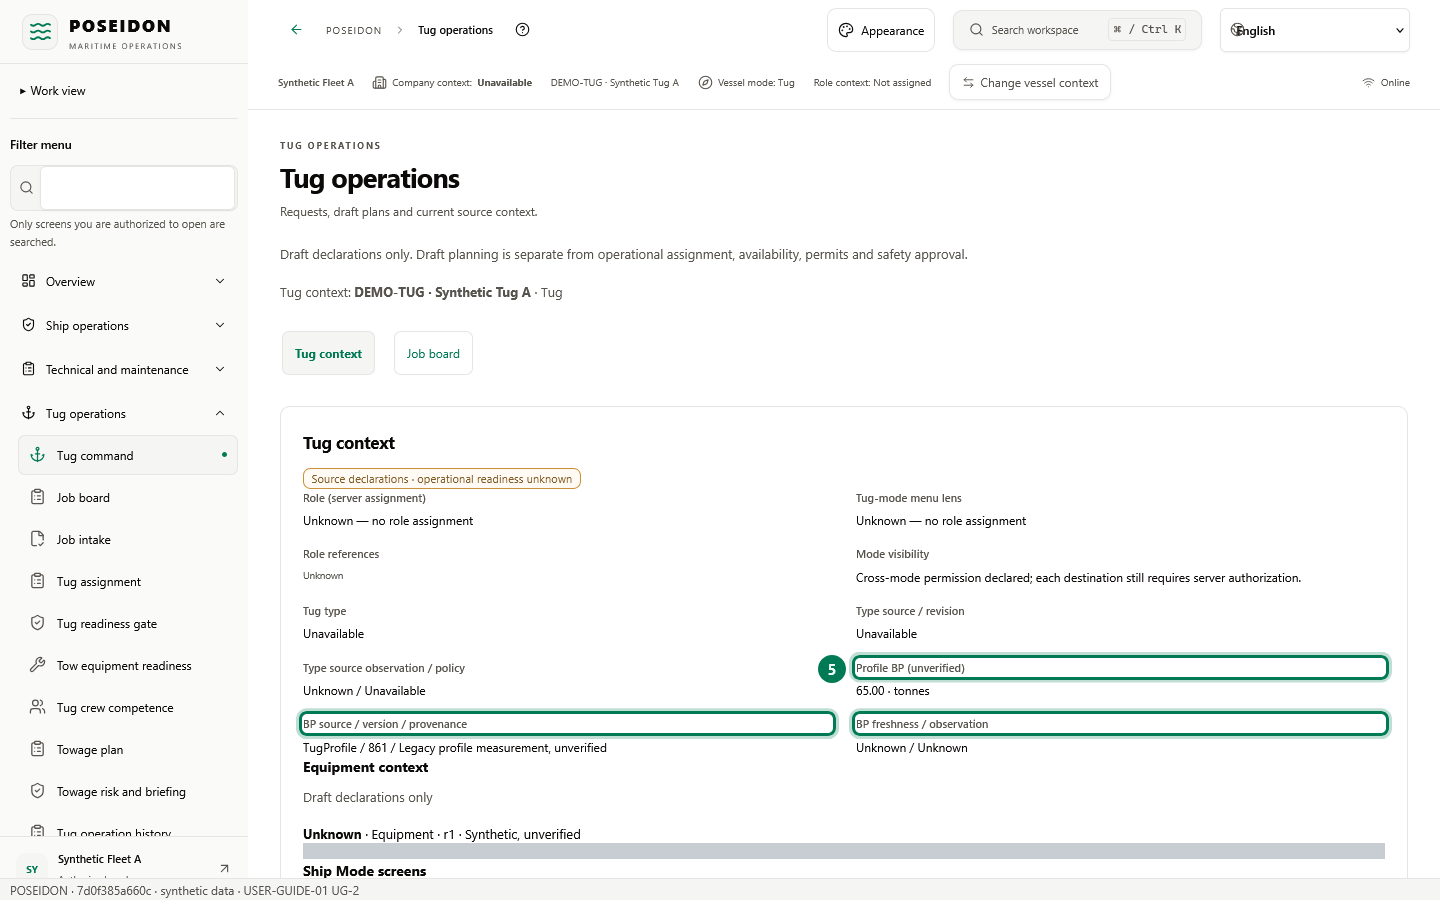 POSEIDON
MARITIME OPERATIONS
Work view
Filter menu
Only screens you are authorized to open are
searched.
Overview
Ship operations
Technical and maintenance
Tug operations
Tug command
Job board
Job intake
Tug assignment
Tug readiness gate
Tow equipment readiness
Tug crew competence
Towage plan
Towage risk and briefing
Tug operation history
SY
Synthetic Fleet A
POSEIDON
Tug operations
Appearance
Search workspace
⌘ / Ctrl K
English
Synthetic Fleet A
Company context: Unavailable
DEMO-TUG · Synthetic Tug A
Vessel mode: Tug
Role context: Not assigned
Change vessel context
Online
TUG OPERATIONS
Tug operations
Requests, draft plans and current source context.
Draft declarations only. Draft planning is separate from operational assignment, availability, permits and safety approval.
Tug context: DEMO-TUG · Synthetic Tug A · Tug
Tug context
Job board
Tug context
Source declarations · operational readiness unknown
Role (server assignment)
Unknown — no role assignment
Tug-mode menu lens
Unknown — no role assignment
Role references
Unknown
Mode visibility
Cross-mode permission declared; each destination still requires server authorization.
Tug type
Unavailable
Type source / revision
Unavailable
Type source observation / policy
Unknown / Unavailable
5
Profile BP (unverified)
65.00 · tonnes
BP source / version / provenance
TugProfile / 861 / Legacy profile measurement, unverified
BP freshness / observation
Unknown / Unknown
Equipment context
Draft declarations only
Unknown · Equipment · r1 · Synthetic, unverified
Ship Mode screens
POSEIDON · 7d0f385a660c · synthetic data · USER-GUIDE-01 UG-2